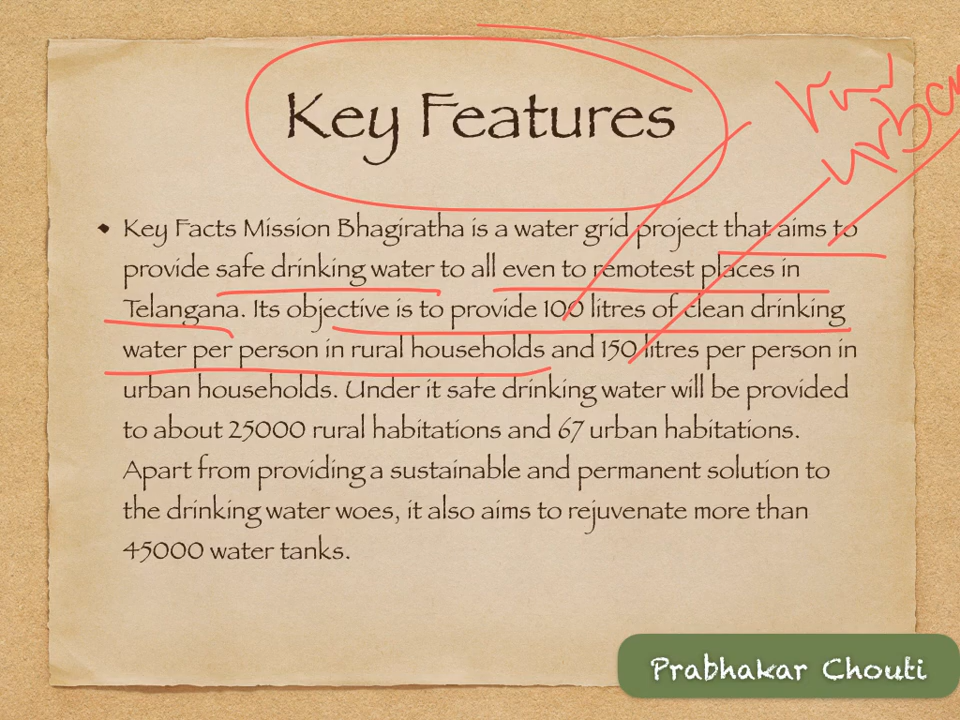 Key Features
rural
urban
• Key Facts Mission Bhagiratha is a water grid project that aims to
provide safe drinking water to all even to remotest places in
Telangana. Its objective is to provide 100 litres of clean drinking
water per person in rural households and 150 litres per person in
urban households. Under it safe drinking water will be provided
to about 25000 rural habitations and 67 urban habitations.
Apart from providing a sustainable and permanent solution to
the drinking water woes, it also aims to rejuvenate more than
45000 water tanks.
Prabhakar Chouti